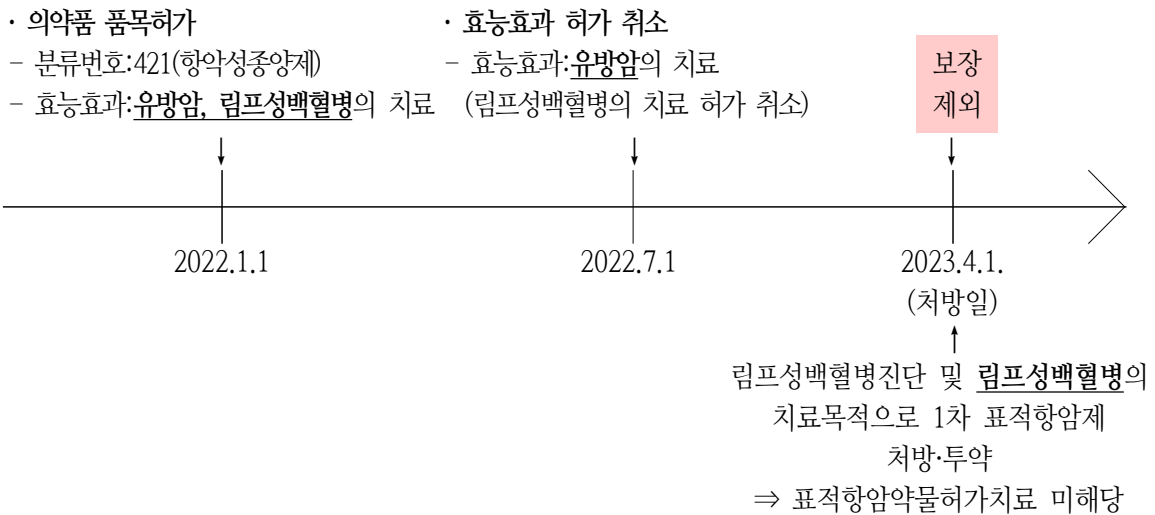 · 의약품 품목허가
- 분류번호:421(항악성종양제)
- 효능효과:유방암, 림프성백혈병의 치료
· 효능효과 허가 취소
- 효능효과:유방암의 치료
(림프성백혈병의 치료 허가 취소)
보장
제외
2022.1.1
2022.7.1
2023.4.1.
(처방일)
림프성백혈병진단 및 림프성백혈병의
치료목적으로 1차 표적항암제
처방·투약
⇒ 표적항암약물허가치료 미해당